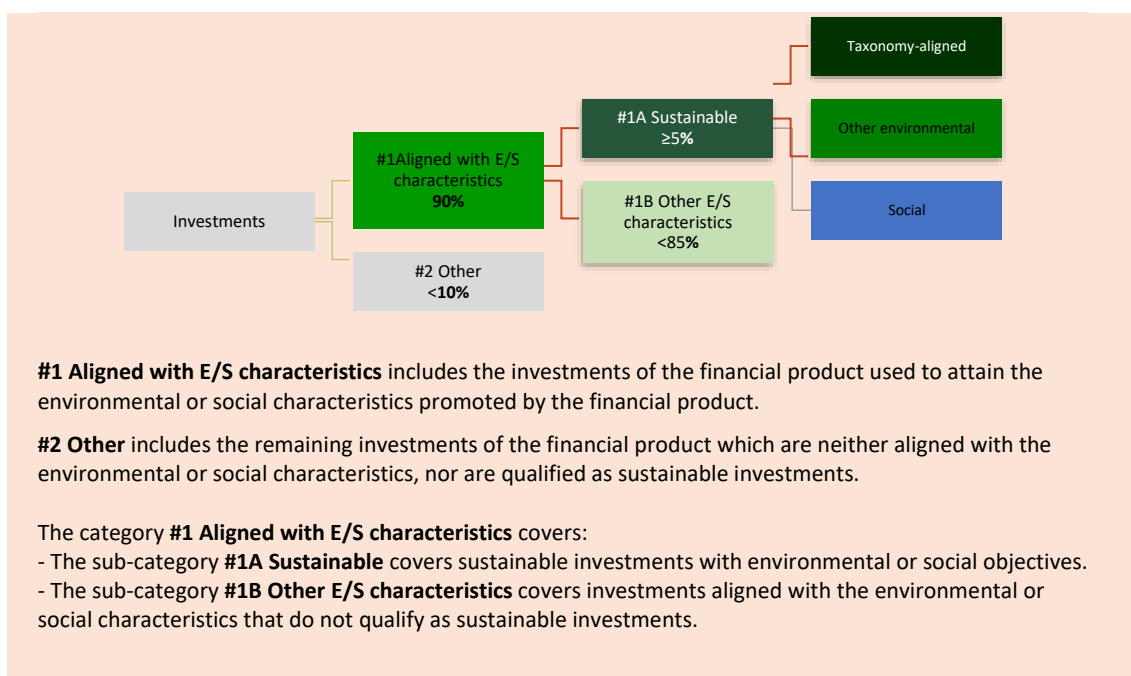 Taxonomy-aligned
#1A Sustainable
≥5%
Other environmental
#1Aligned with E/S
characteristics
90%
#1B Other E/S
characteristics
<85%
Social
Investments
#2 Other
<10%
#1 Aligned with E/S characteristics includes the investments of the financial product used to attain the
environmental or social characteristics promoted by the financial product.
#2 Other includes the remaining investments of the financial product which are neither aligned with the
environmental or social characteristics, nor are qualified as sustainable investments.
The category #1 Aligned with E/S characteristics covers:
- The sub-category #1A Sustainable covers sustainable investments with environmental or social objectives.
- The sub-category #1B Other E/S characteristics covers investments aligned with the environmental or
social characteristics that do not qualify as sustainable investments.